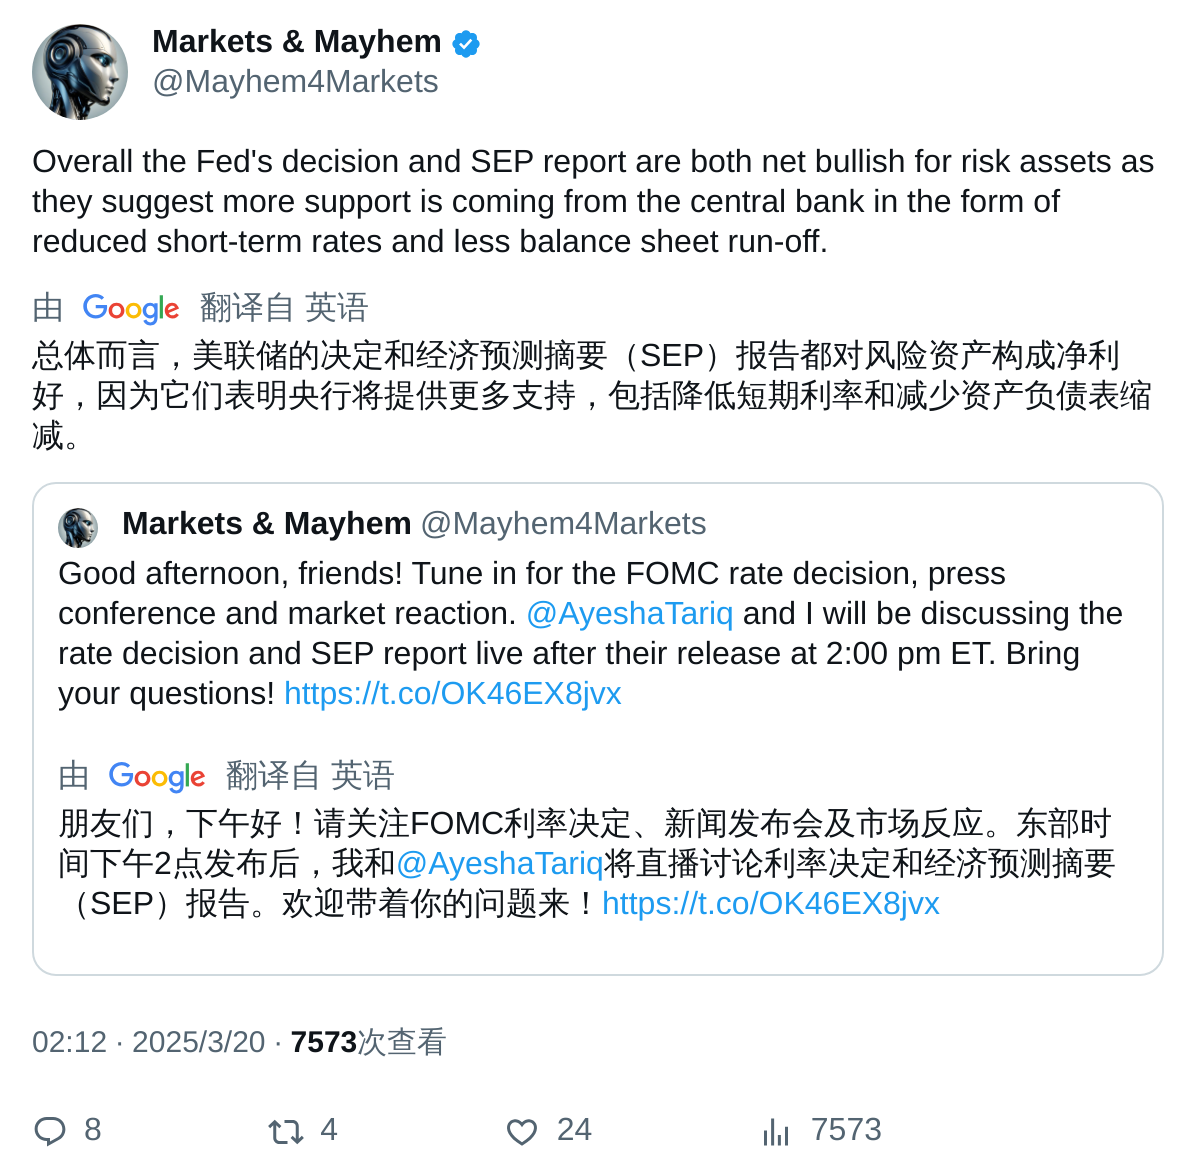 Markets & Mayhem
@Mayhem4Markets
Overall the Fed's decision and SEP report are both net bullish for risk assets as
they suggest more support is coming from the central bank in the form of
reduced short-term rates and less balance sheet run-off.
由 Google 翻译自 英语
总体而言，美联储的决定和经济预测摘要（SEP）报告都对风险资产构成净利
好，因为它们表明央行将提供更多支持，包括降低短期利率和减少资产负债表缩
减。
Markets & Mayhem @Mayhem4Markets
Good afternoon, friends! Tune in for the FOMC rate decision, press
conference and market reaction. @AyeshaTariq and I will be discussing the
rate decision and SEP report live after their release at 2:00 pm ET. Bring
your questions! https://t.co/OK46EX8jvx
由 Google 翻译自 英语
朋友们，下午好！请关注FOMC利率决定、新闻发布会及市场反应。东部时
间下午2点发布后，我和@AyeshaTariq将直播讨论利率决定和经济预测摘要
（SEP）报告。欢迎带着你的问题来！https://t.co/OK46EX8jvx
02:12 · 2025/3/20 · 7573次查看
8 4 24 7573